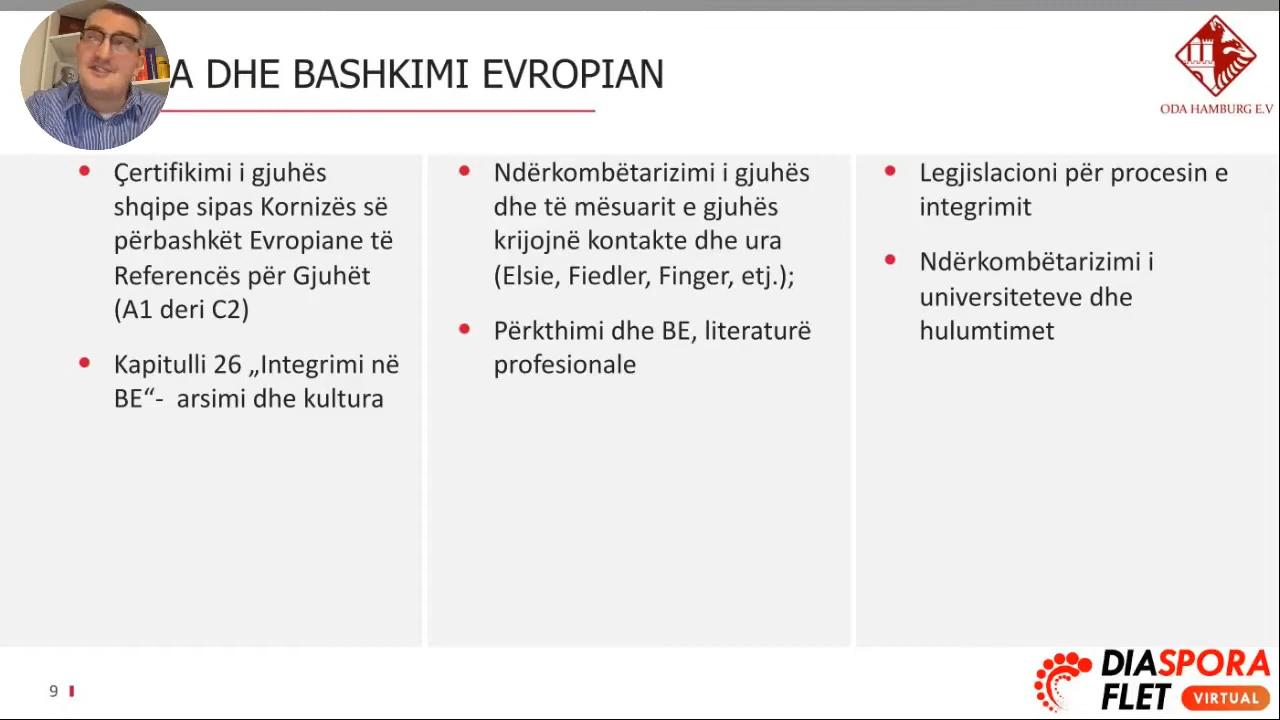 A DHE BASHKIMI EVROPIAN
ODA HAMBURG E.V
Çertifikimi i gjuhës
shqipe sipas Kornizës së
përbashkët Evropiane të
Referencës për Gjuhët
(A1 deri C2)
Kapitulli 26 „Integrimi në
BE“- arsimi dhe kultura
Ndërkombëtarizimi i gjuhës
dhe të mësuarit e gjuhës
krijojnë kontakte dhe ura
(Elsie, Fiedler, Finger, etj.);
Përkthimi dhe BE, literaturë
profesionale
Legjislacioni për procesin e
integrimit
Ndërkombëtarizimi i
universiteteve dhe
hulumtimet
9
DIASPORA
FLET VIRTUAL